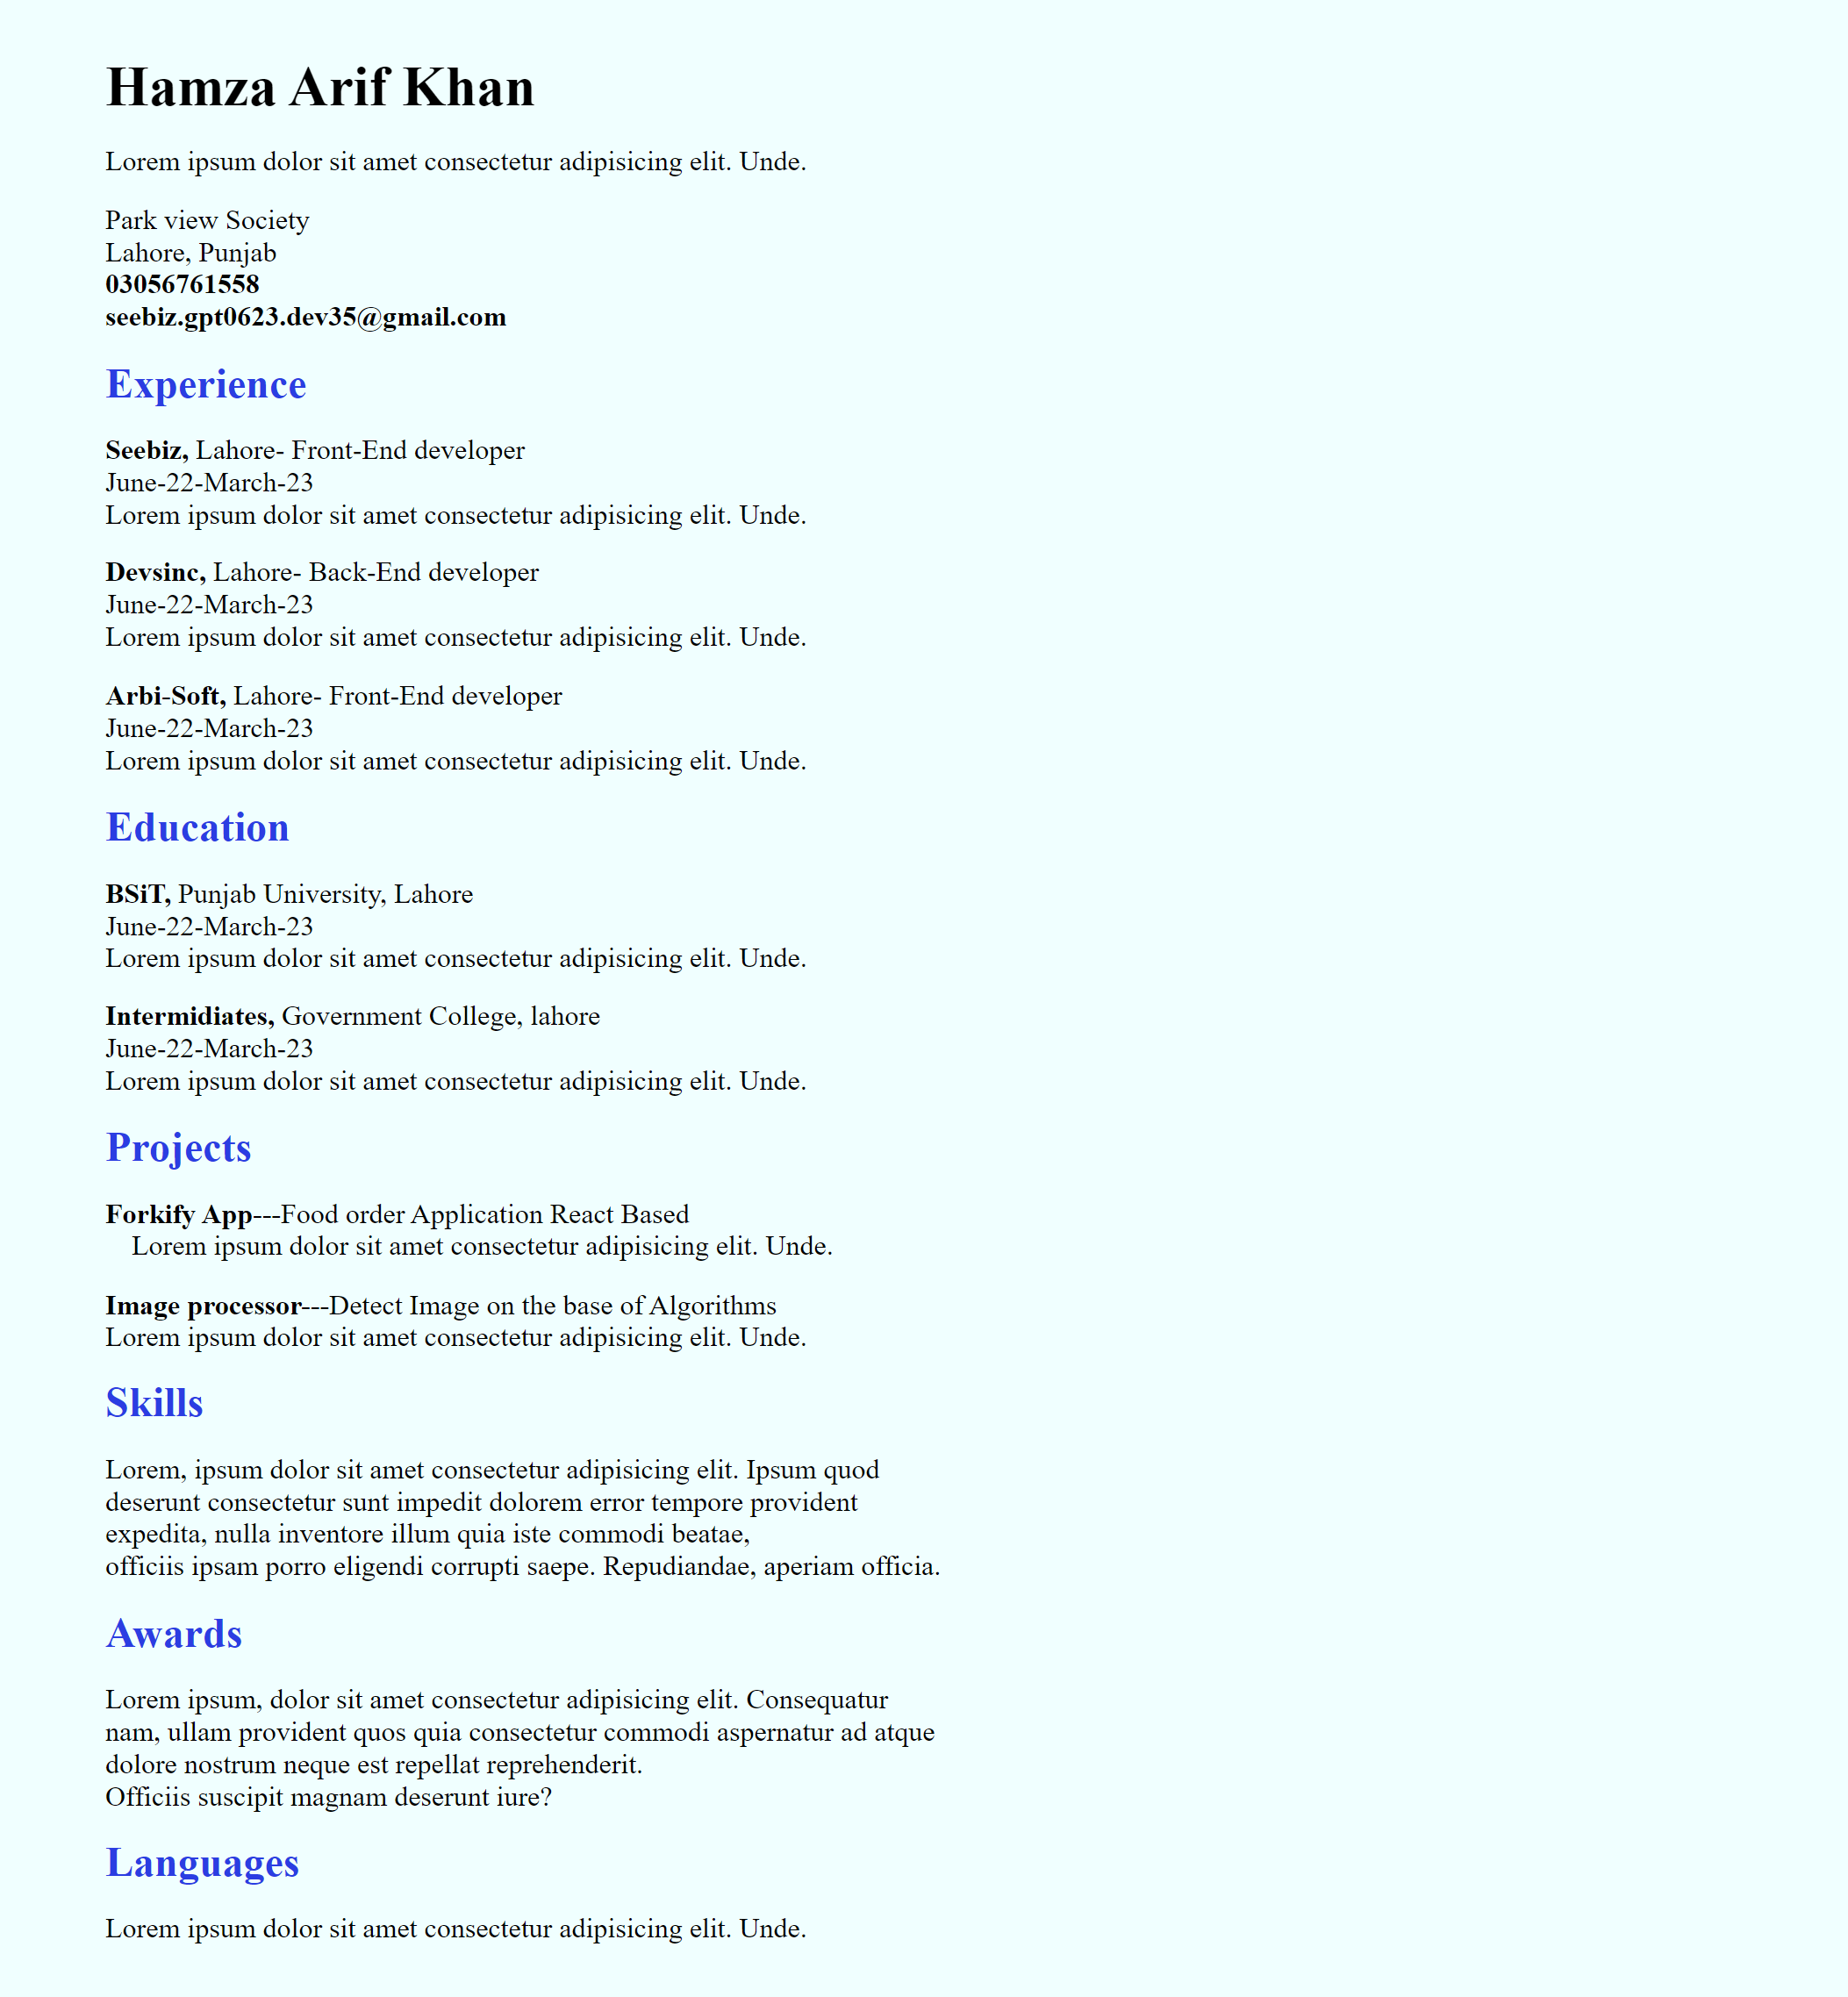 Hamza Arif Khan
Lorem ipsum dolor sit amet consectetur adipisicing elit. Unde.
Park view Society
Lahore, Punjab
03056761558
seebiz.gpt0623.dev35@gmail.com
Experience
Seebiz, Lahore- Front-End developer
June-22-March-23
Lorem ipsum dolor sit amet consectetur adipisicing elit. Unde.
Devsinc, Lahore- Back-End developer
June-22-March-23
Lorem ipsum dolor sit amet consectetur adipisicing elit. Unde.
Arbi-Soft, Lahore- Front-End developer
June-22-March-23
Lorem ipsum dolor sit amet consectetur adipisicing elit. Unde.
Education
BSiT, Punjab University, Lahore
June-22-March-23
Lorem ipsum dolor sit amet consectetur adipisicing elit. Unde.
Intermidiates, Government College, lahore
June-22-March-23
Lorem ipsum dolor sit amet consectetur adipisicing elit. Unde.
Projects
Forkify App---Food order Application React Based
Lorem ipsum dolor sit amet consectetur adipisicing elit. Unde.
Image processor---Detect Image on the base of Algorithms
Lorem ipsum dolor sit amet consectetur adipisicing elit. Unde.
Skills
Lorem, ipsum dolor sit amet consectetur adipisicing elit. Ipsum quod
deserunt consectetur sunt impedit dolorem error tempore provident
expedita, nulla inventore illum quia iste commodi beatae,
officiis ipsam porro eligendi corrupti saepe. Repudiandae, aperiam officia.
Awards
Lorem ipsum, dolor sit amet consectetur adipisicing elit. Consequatur
nam, ullam provident quos quia consectetur commodi aspernatur ad atque
dolore nostrum neque est repellat reprehenderit.
Officiis suscipit magnam deserunt iure?
Languages
Lorem ipsum dolor sit amet consectetur adipisicing elit. Unde.